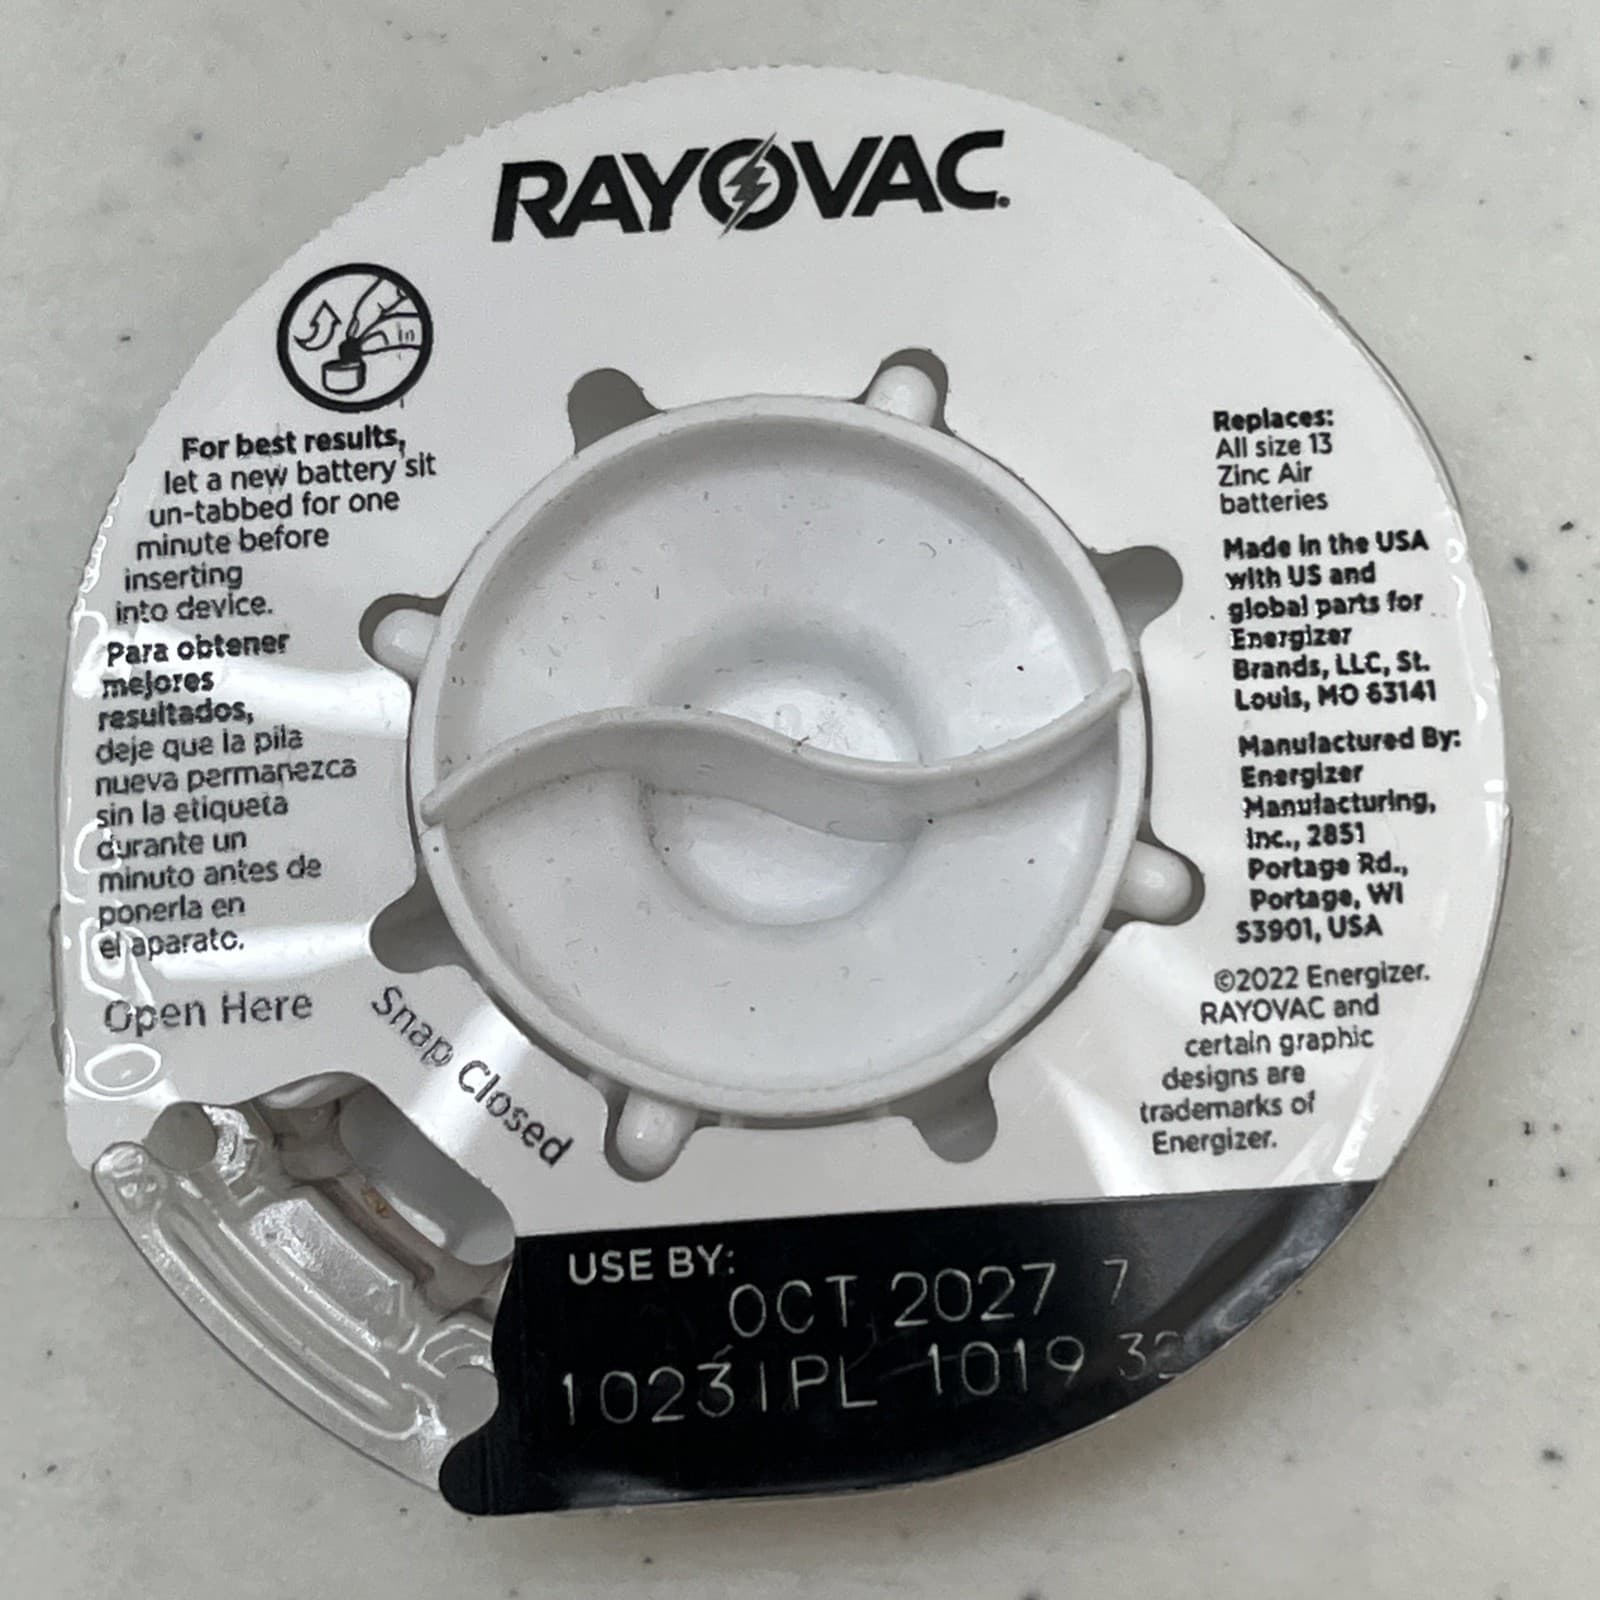 RAYOVAC.
For best results,
let a new battery sit
un-tabbed for one
minute before
inserting
into device.
Para obtener
mejores
resultados,
deje que la pila
nueva permanezca
sin la etiqueta
durante un
minuto antes de
ponerla en
el aparato.
Open Here
Snap Closed
Replaces:
All size 13
Zinc Air
batteries
Made in the USA
with US and
global parts for
Energizer
Brands, LLC, St.
Louis, MO 63141
Manufactured By:
Energizer
Manufacturing,
Inc., 2851
Portage Rd.,
Portage, WI
53901, USA
©2022 Energizer.
RAYOVAC and
certain graphic
designs are
trademarks of
Energizer.
USE BY:
OCT 2027 7
10231PL 1019